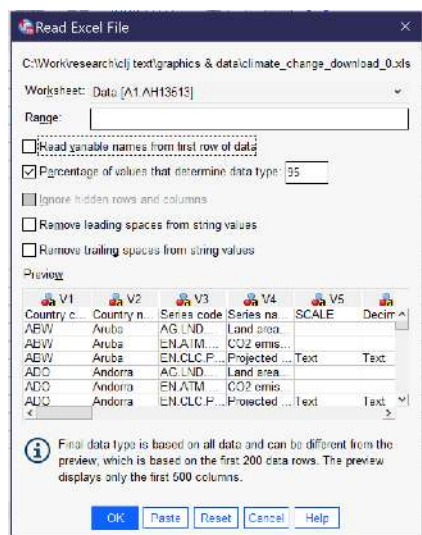 Read Excel File
C:\Work\research\clj text\graphics & data\climate_change_download_0.xls
Worksheet: Data [A1:AH13613]
Range:
Read variable names from first row of data
Percentage of values that determine data type: 95
Ignore hidden rows and columns
Remove leading spaces from string values
Remove trailing spaces from string values
Preview
V1 V2 V3 V4 V5
Country c... Country n... Series code Series na... SCALE Decim
ABW Aruba AG.LND.... Land area...
ABW Aruba EN.ATM.... CO2 emis...
ABW Aruba EN.CLC.P... Projected ... Text Text
ADO Andorra AG.LND.... Land area...
ADO Andorra EN.ATM.... CO2 emis...
ADO Andorra EN.CLC.P... Projected ... Text Text
Final data type is based on all data and can be different from the
preview, which is based on the first 200 data rows. The preview
displays only the first 500 columns.
OK Paste Reset Cancel Help